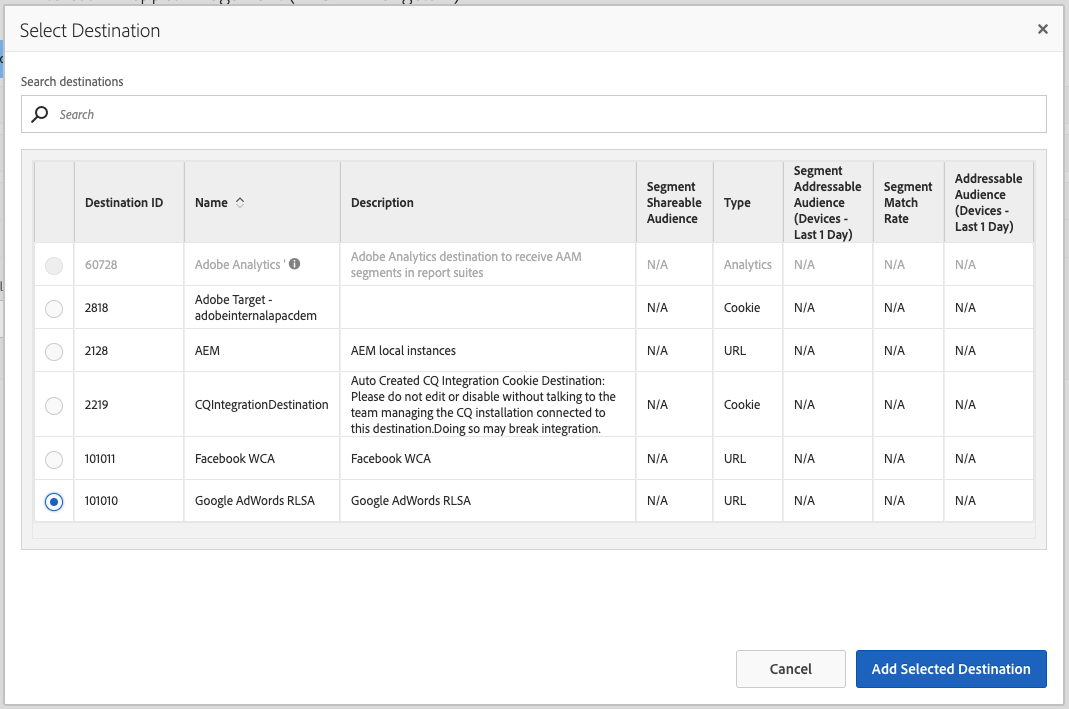 Select Destination
Search destinations
Search
Destination ID
Name
Description
Segment
Shareable
Audience
Type
Segment
Addressable
Audience
(Devices -
Last 1 Day)
Segment
Match
Rate
Addressable
Audience
(Devices -
Last 1 Day)
60728
Adobe Analytics '
Adobe Analytics destination to receive AAM
segments in report suites
N/A
Analytics
N/A
N/A
N/A
2818
Adobe Target -
adobeinternalapacdem
N/A
Cookie
N/A
N/A
N/A
2128
AEM
AEM local instances
N/A
URL
N/A
N/A
N/A
2219
CQIntegrationDestination
Auto Created CQ Integration Cookie Destination:
Please do not edit or disable without talking to the
team managing the CQ installation connected to
this destination.Doing so may break integration.
N/A
Cookie
N/A
N/A
N/A
101011
Facebook WCA
Facebook WCA
N/A
URL
N/A
N/A
N/A
101010
Google AdWords RLSA
Google AdWords RLSA
N/A
URL
N/A
N/A
N/A
Cancel
Add Selected Destination